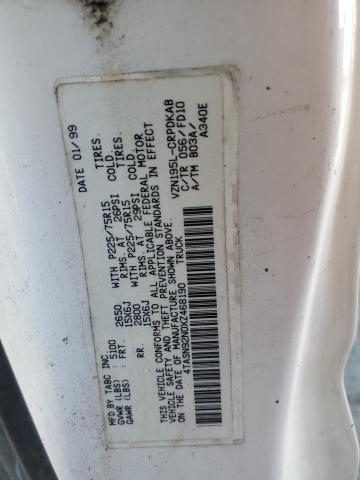 MFD BY TABC INC. DATE 01/99
GVWR (LBS) : 5100
GAWR (LBS) : FRT. 2650 WITH P225/75R15 TIRES.
15X6J RIMS. AT 26PSI COLD.
RR. 2800 WITH P225/75R15 TIRES.
15X6J RIMS. AT 29PSI COLD.
THIS VEHICLE CONFORMS TO ALL APPLICABLE FEDERAL MOTOR
VEHICLE SAFETY AND THEFT PREVENTION STANDARDS IN EFFECT
ON THE DATE OF MANUFACTURE SHOWN ABOVE.
4TASN92N0XZ468190 TRUCK
VZN195L-CRPDKAB
C/TR 056/FD10
A/TM B03A/
A340E